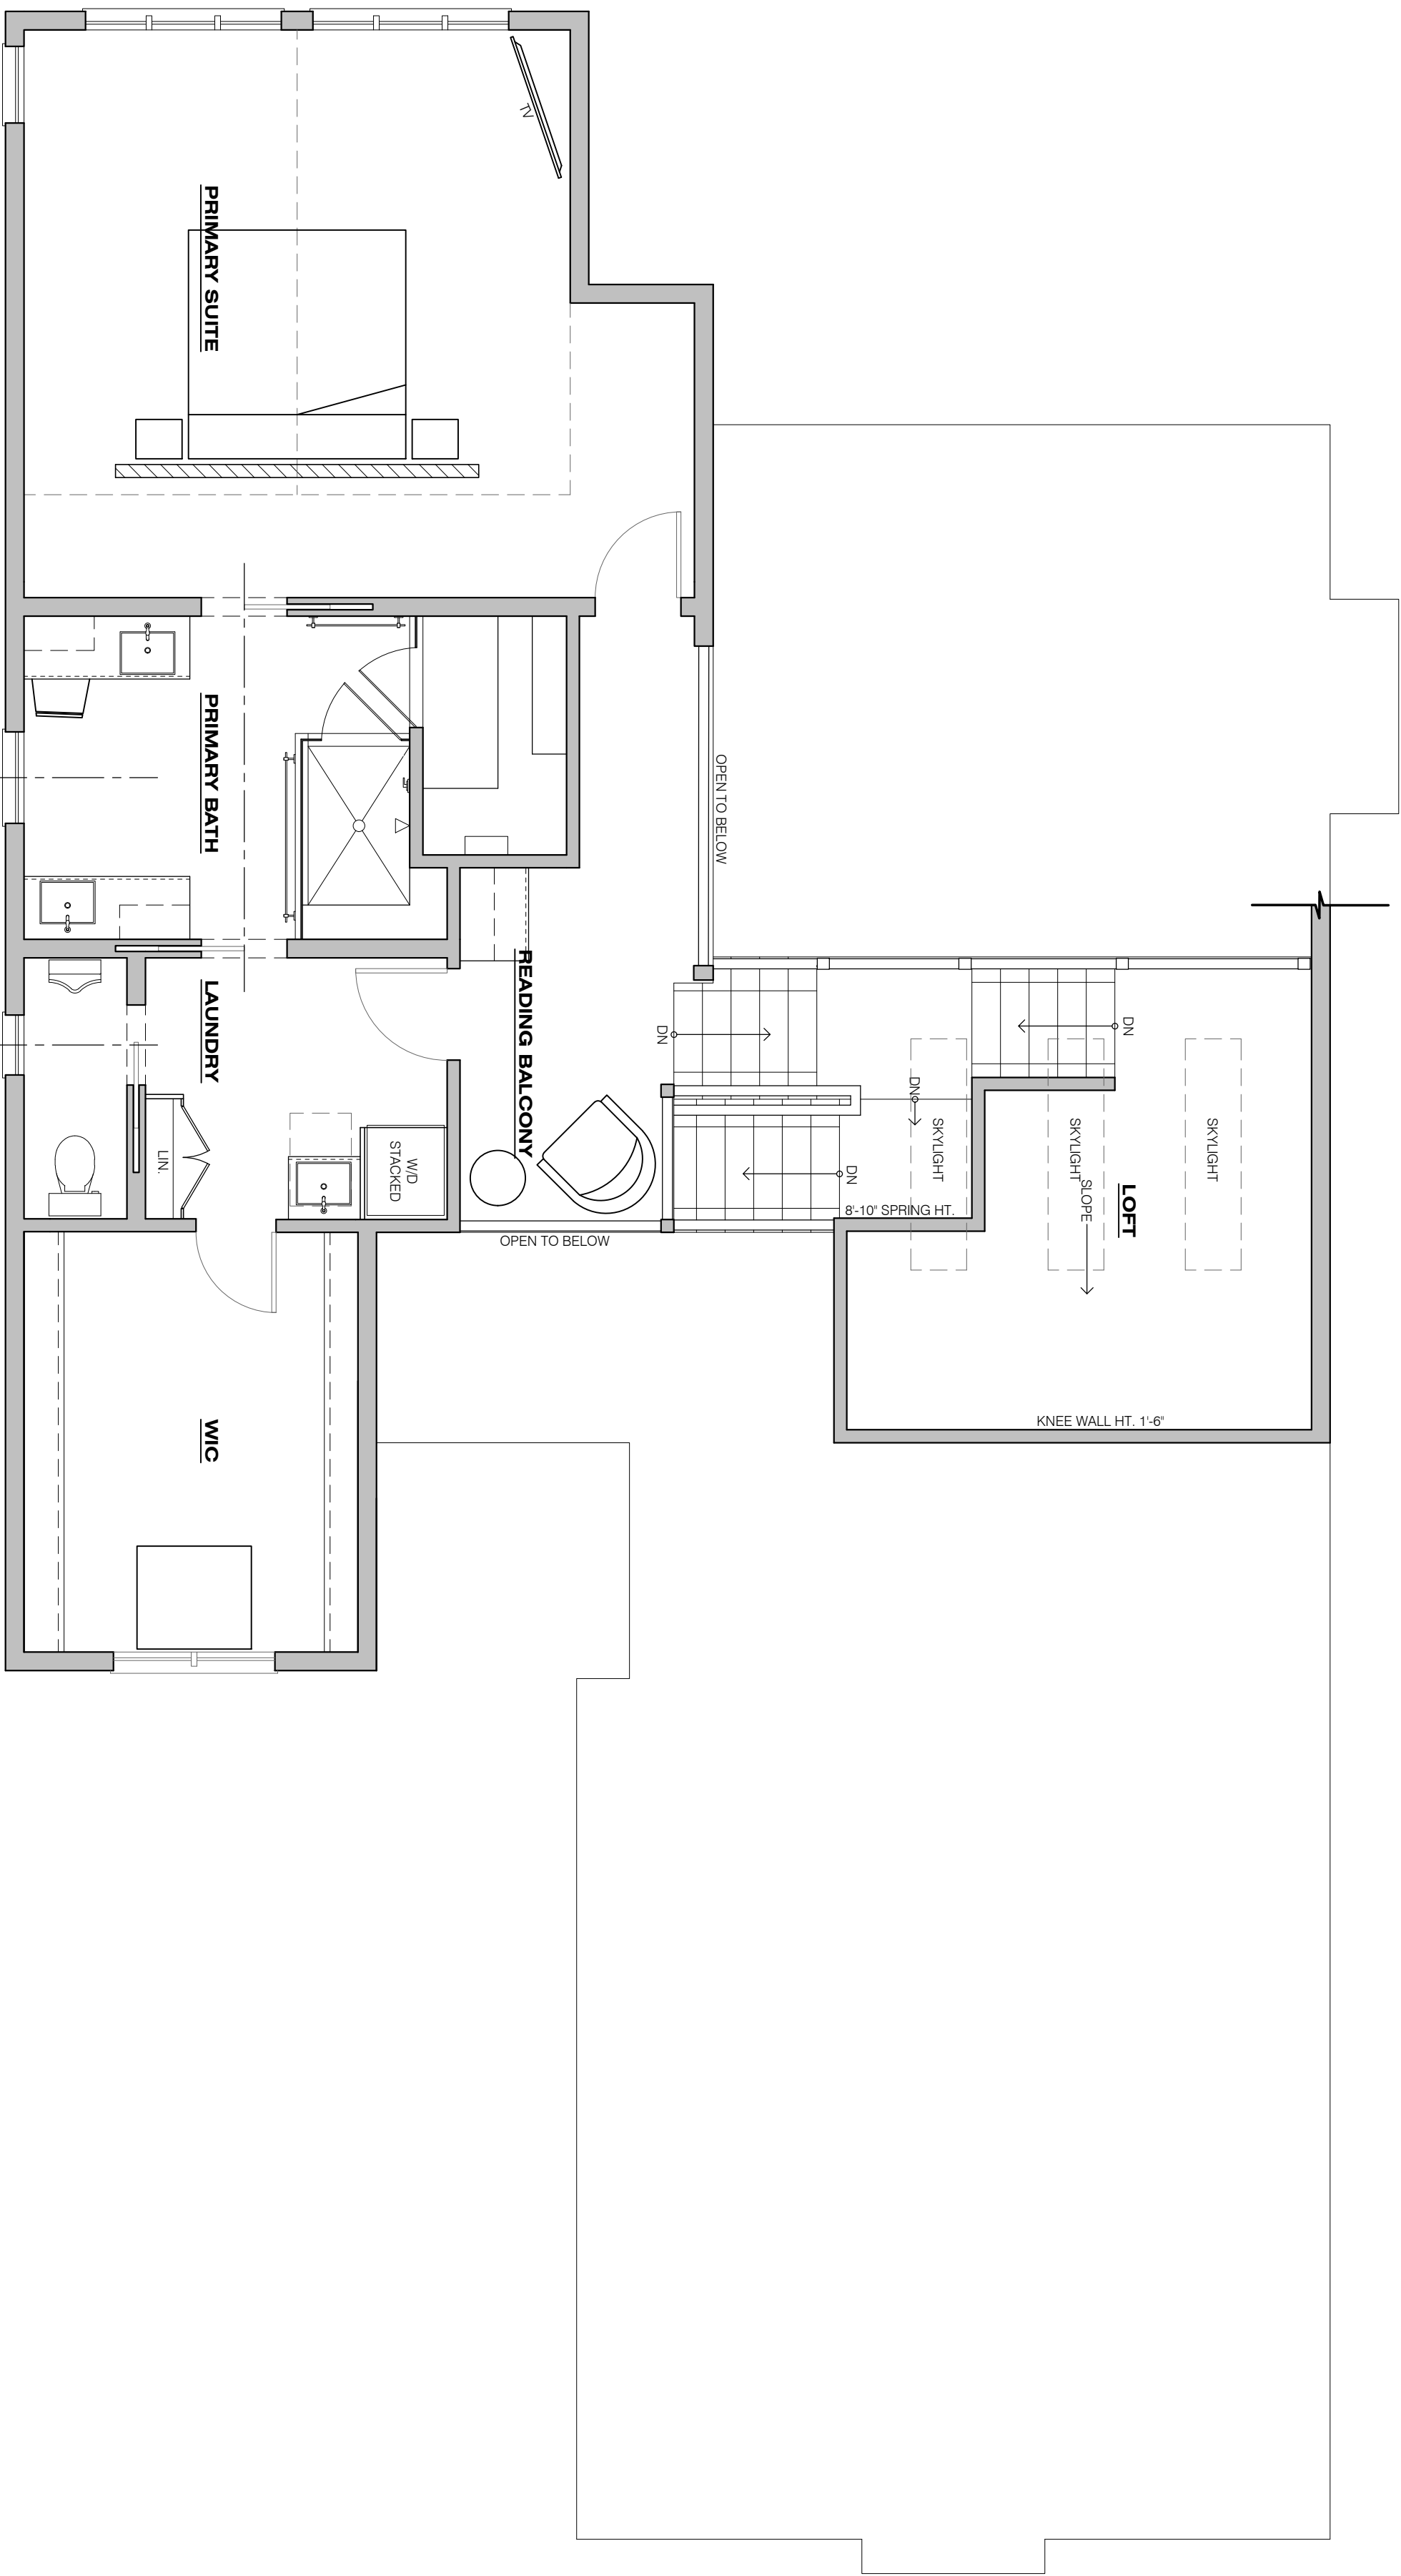 TV
PRIMARY SUITE
PRIMARY BATH
OPEN TO BELOW
READING BALCONY
LAUNDRY
DN
DN
DN
DN
SKYLIGHT
SKYLIGHT
SKYLIGHT
SLOPE
LOFT
LIN.
W/D
STACKED
8'-10" SPRING HT.
OPEN TO BELOW
WIC
KNEE WALL HT. 1'-6"